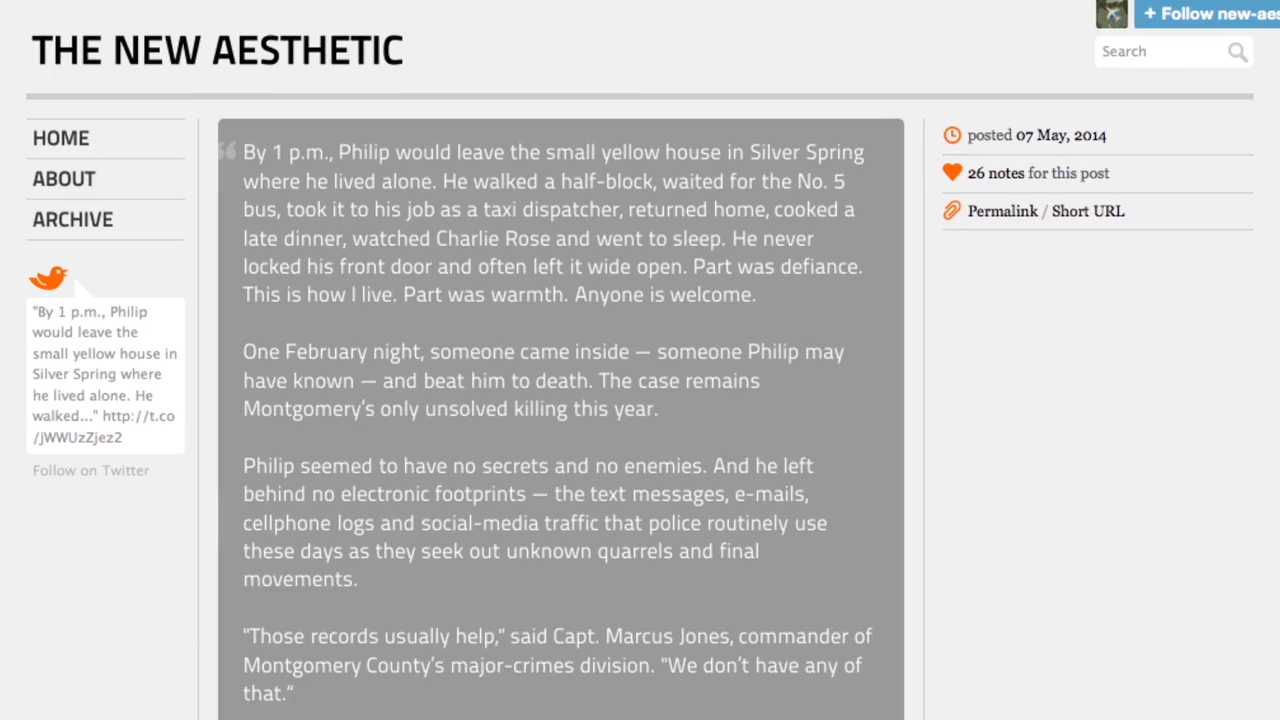 + Follow new-aes
THE NEW AESTHETIC
Search
HOME
ABOUT
ARCHIVE
"By 1 p.m., Philip
would leave the
small yellow house in
Silver Spring where
he lived alone. He
walked..." http://t.co
/jWWUzZjez2
Follow on Twitter
“
By 1 p.m., Philip would leave the small yellow house in Silver Spring
where he lived alone. He walked a half-block, waited for the No. 5
bus, took it to his job as a taxi dispatcher, returned home, cooked a
late dinner, watched Charlie Rose and went to sleep. He never
locked his front door and often left it wide open. Part was defiance.
This is how I live. Part was warmth. Anyone is welcome.
One February night, someone came inside — someone Philip may
have known — and beat him to death. The case remains
Montgomery’s only unsolved killing this year.
Philip seemed to have no secrets and no enemies. And he left
behind no electronic footprints — the text messages, e-mails,
cellphone logs and social-media traffic that police routinely use
these days as they seek out unknown quarrels and final
movements.
“Those records usually help,” said Capt. Marcus Jones, commander of
Montgomery County’s major-crimes division. “We don’t have any of
that.”
posted 07 May, 2014
26 notes for this post
Permalink / Short URL